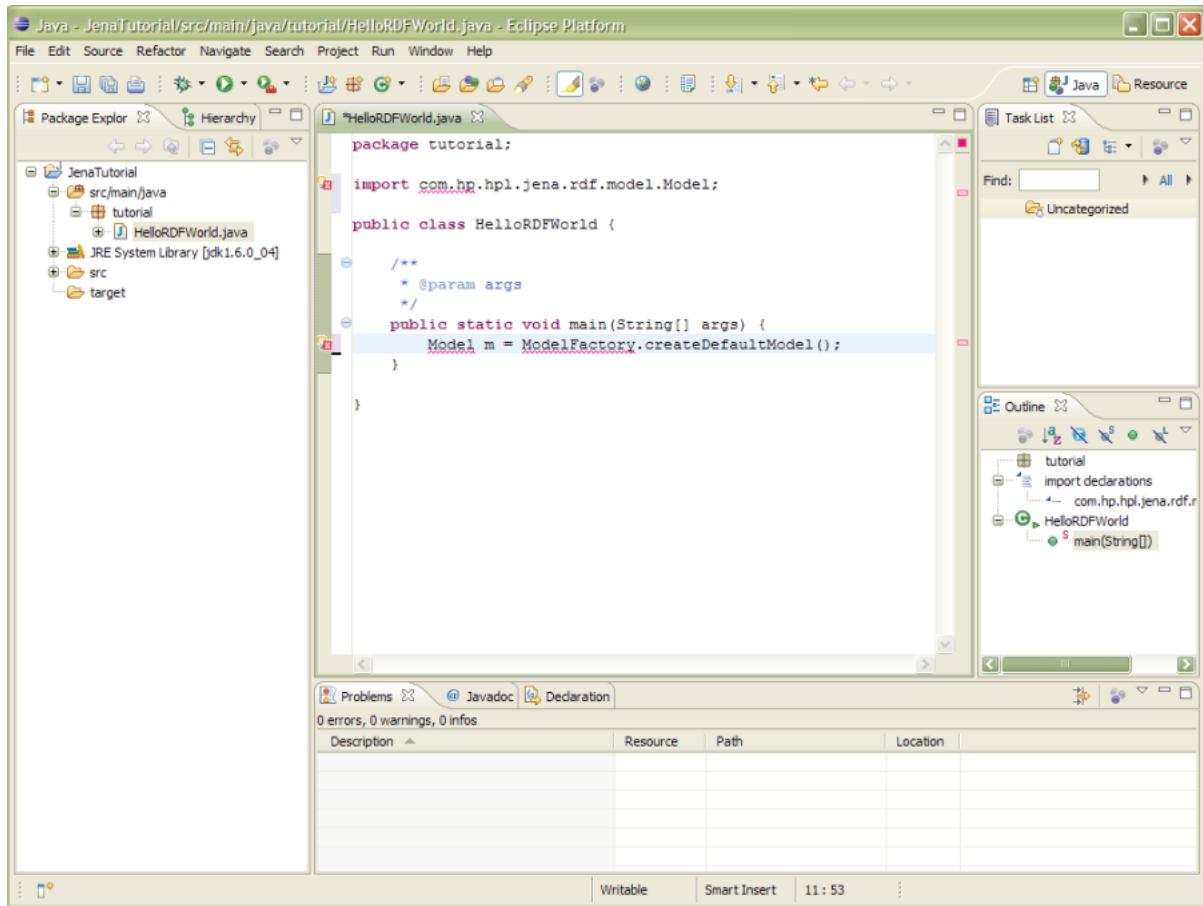 Java - JenaTutorial/src/main/java/tutorial/HelloRDFWorld.java - Eclipse Platform
File Edit Source Refactor Navigate Search Project Run Window Help
Java Resource
Package Explor Hierarchy
JenaTutorial
src/main/java
tutorial
HelloRDFWorld.java
JRE System Library [jdk1.6.0_04]
src
target
*HelloRDFWorld.java
package tutorial;
import com.hp.hpl.jena.rdf.model.Model;
public class HelloRDFWorld {
/**
* @param args
*/
public static void main(String[] args) {
Model m = ModelFactory.createDefaultModel();
}
}
Task List
Find: All
Uncategorized
Outline
tutorial
import declarations
com.hp.hpl.jena.rdf.r
HelloRDFWorld
main(String[])
Problems Javadoc Declaration
0 errors, 0 warnings, 0 infos
Description Resource Path Location
Writable Smart Insert 11 : 53